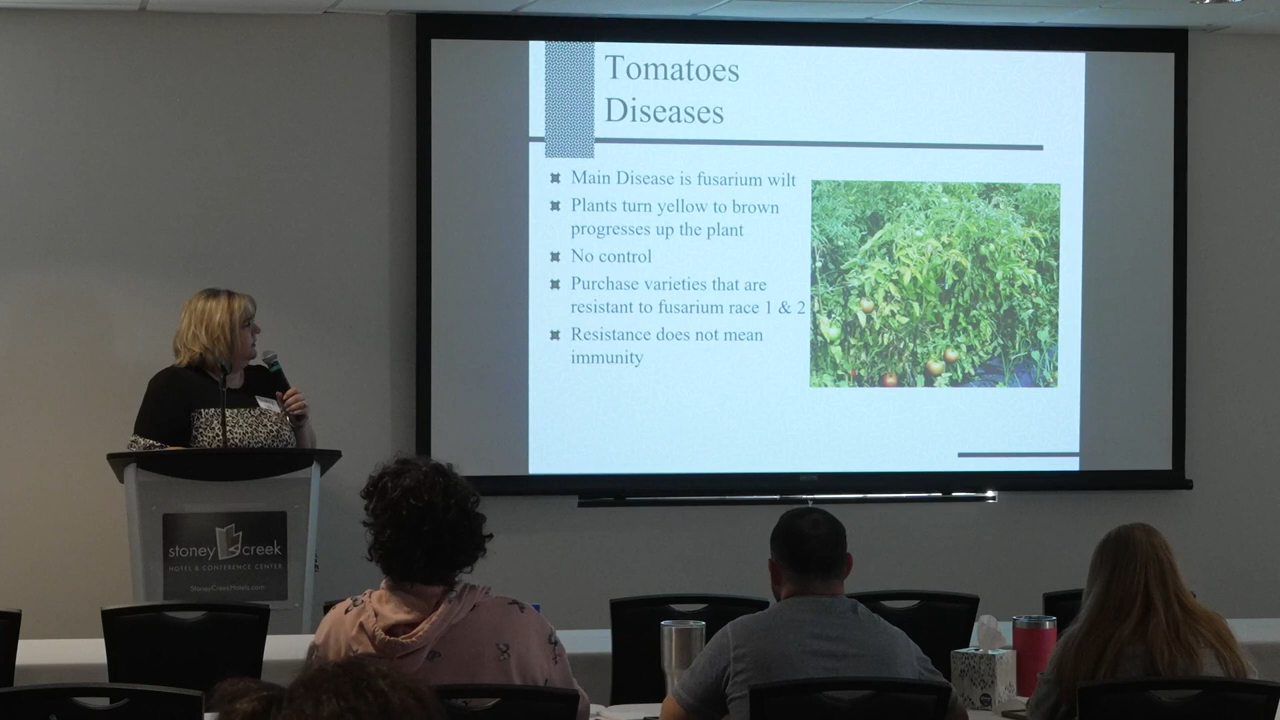 Tomatoes
Diseases
Main Disease is fusarium wilt
Plants turn yellow to brown
progresses up the plant
No control
Purchase varieties that are
resistant to fusarium race 1 & 2
Resistance does not mean
immunity
stoney creek
HOTEL & CONFERENCE CENTER
StoneyCreekHotels.com